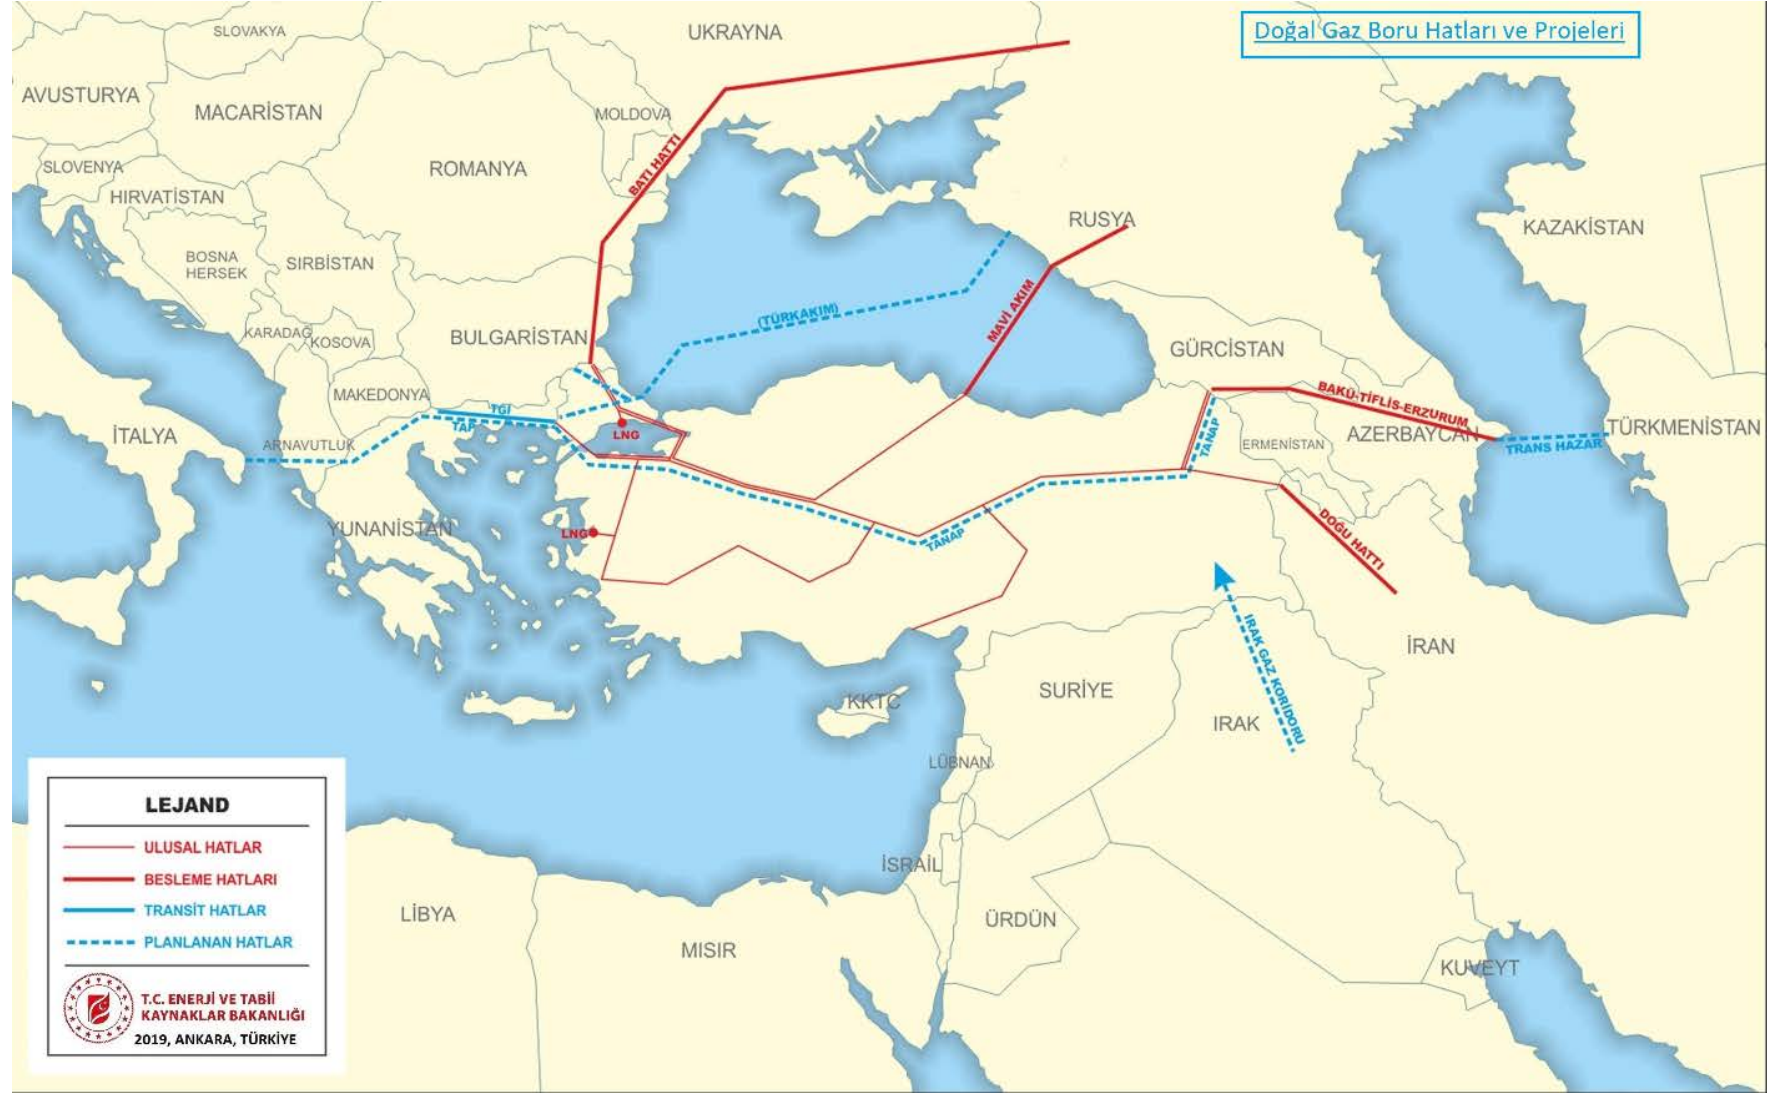 Doğal Gaz Boru Hatları ve Projeleri
SLOVAKYA
UKRAYNA
AVUSTURYA
MACARİSTAN
MOLDOVA
SLOVENYA
ROMANYA
BATI HATTI
HIRVATİSTAN
RUSYA
KAZAKİSTAN
BOSNA
HERSEK
SIRBİSTAN
(TÜRKAKIM)
MAVİ AKIM
KARADAĞ
KOSOVA
BULGARİSTAN
GÜRCİSTAN
MAKEDONYA
BAKÜ-TİFLİS-ERZURUM
TGI
TAP
İTALYA
ARNAVUTLUK
LNG
TANAP
ERMENİSTAN
AZERBAYCAN
TRANS HAZAR
TÜRKMENİSTAN
YUNANİSTAN
LNG
TANAP
DOĞU HATTI
IRAK GAZ KORİDORU
İRAN
KKTC
SURİYE
IRAK
LÜBNAN
İSRAİL
ÜRDÜN
LİBYA
MISIR
KUVEYT
LEJAND
ULUSAL HATLAR
BESLEME HATLARI
TRANSİT HATLAR
PLANLANAN HATLAR
T.C. ENERJİ VE TABİİ
KAYNAKLAR BAKANLIĞI
2019, ANKARA, TÜRKİYE